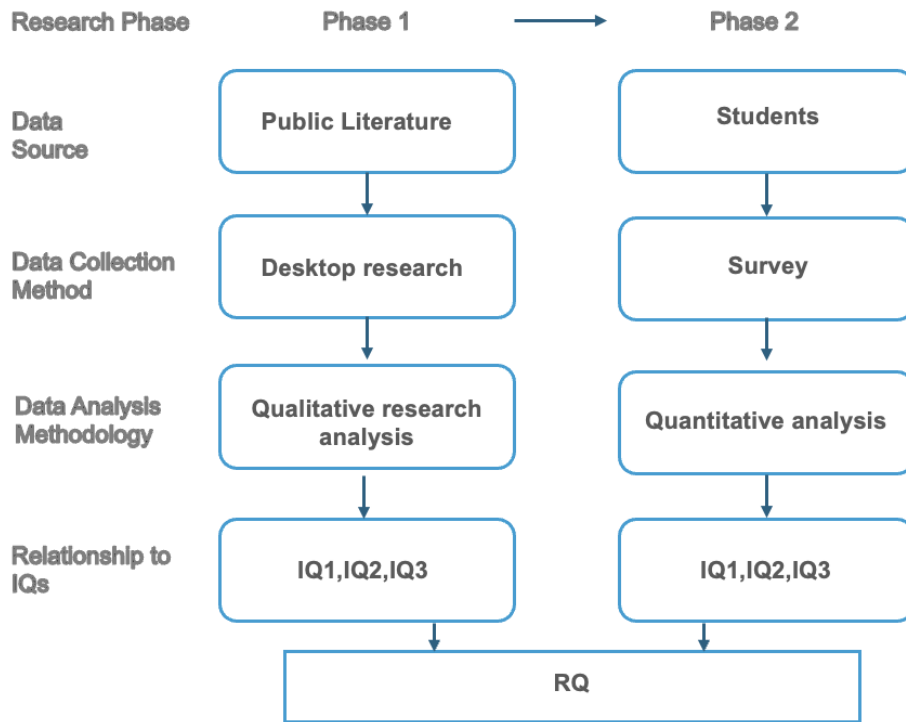 Research Phase
Phase 1
Phase 2
Data
Source
Public Literature
Students
Data Collection
Method
Desktop research
Survey
Data Analysis
Methodology
Qualitative research
analysis
Quantitative analysis
Relationship to
IQs
IQ1,IQ2,IQ3
IQ1,IQ2,IQ3
RQ